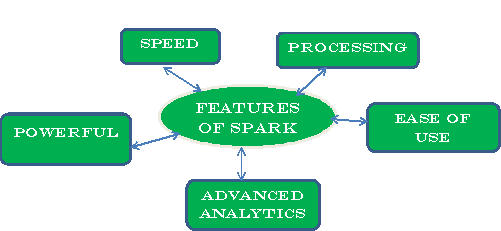 SPEED
PROCESSING
FEATURES
OF SPARK
POWERFUL
EASE OF
USE
ADVANCED
ANALYTICS